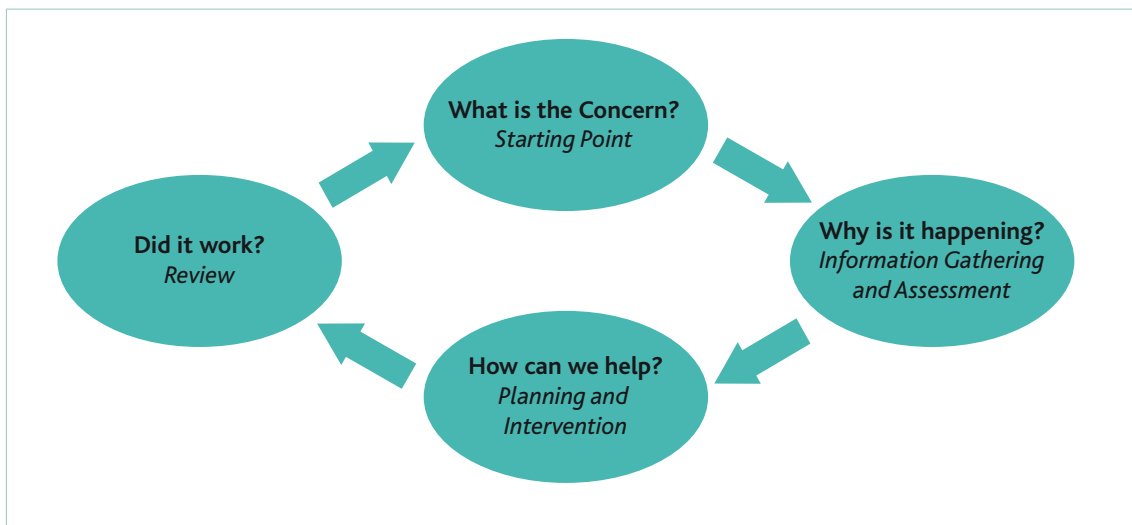 What is the Concern?
Starting Point
Why is it happening?
Information Gathering
and Assessment
How can we help?
Planning and
Intervention
Did it work?
Review